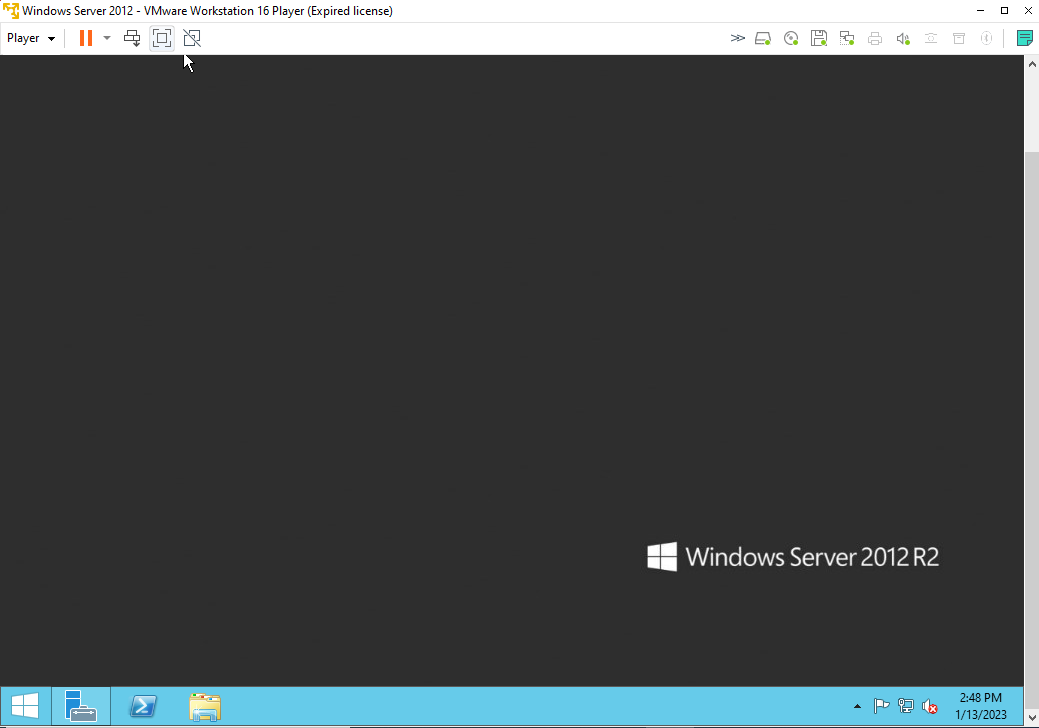 Windows Server 2012 - VMware Workstation 16 Player (Expired license)
Player
Windows Server 2012 R2
2:48 PM
1/13/2023